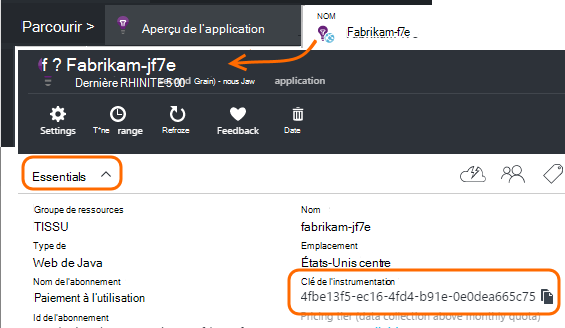 Parcourir >
Aperçu de l'application
NOM
Fabrikam-f7e
f ? Fabrikam-jf7e
Dernière
Grain) - nous Jaw
application
Settings
T*ne range
Refroze
Feedback
Date
Essentials
Groupe de ressources
TISSU
Nom
fabrikam-jf7e
Type de
Web de Java
Emplacement
États-Unis centre
Nom de l'abonnement
Paiement à l'utilisation
Clé de l'instrumentation
4fbe13f5-ec16-4fd4-b91e-0e0dea665c75
Id de l'abonnement
Pricing tier (data collection above monthly quota)